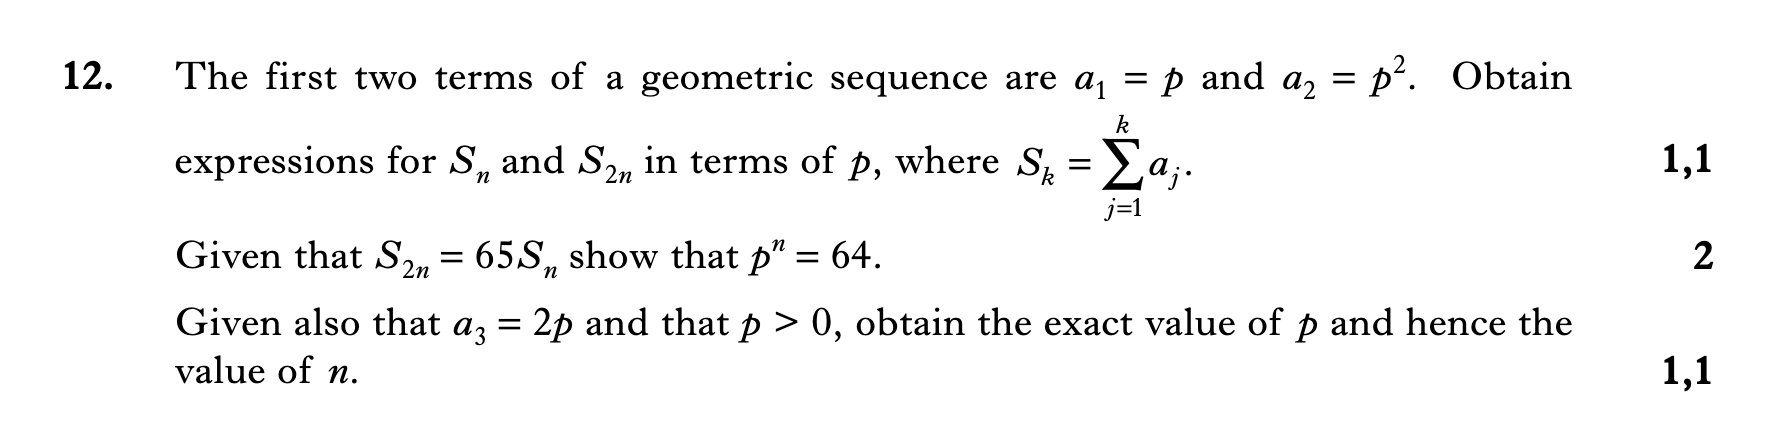 12. The first two terms of a geometric sequence are a₁ = p and a₂ = p². Obtain
expressions for Sₙ and S₂ₙ in terms of p, where Sₖ = ∑_{j=1}^{k} aⱼ. 1,1
Given that S₂ₙ = 65Sₙ show that pⁿ = 64. 2
Given also that a₃ = 2p and that p > 0, obtain the exact value of p and hence the
value of n. 1,1